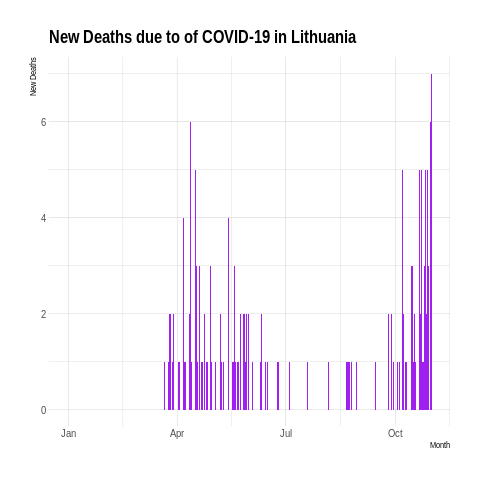 New Deaths due to of COVID-19 in Lithuania
New Deaths
6
4
2
0
Jan Apr Jul Oct
Month